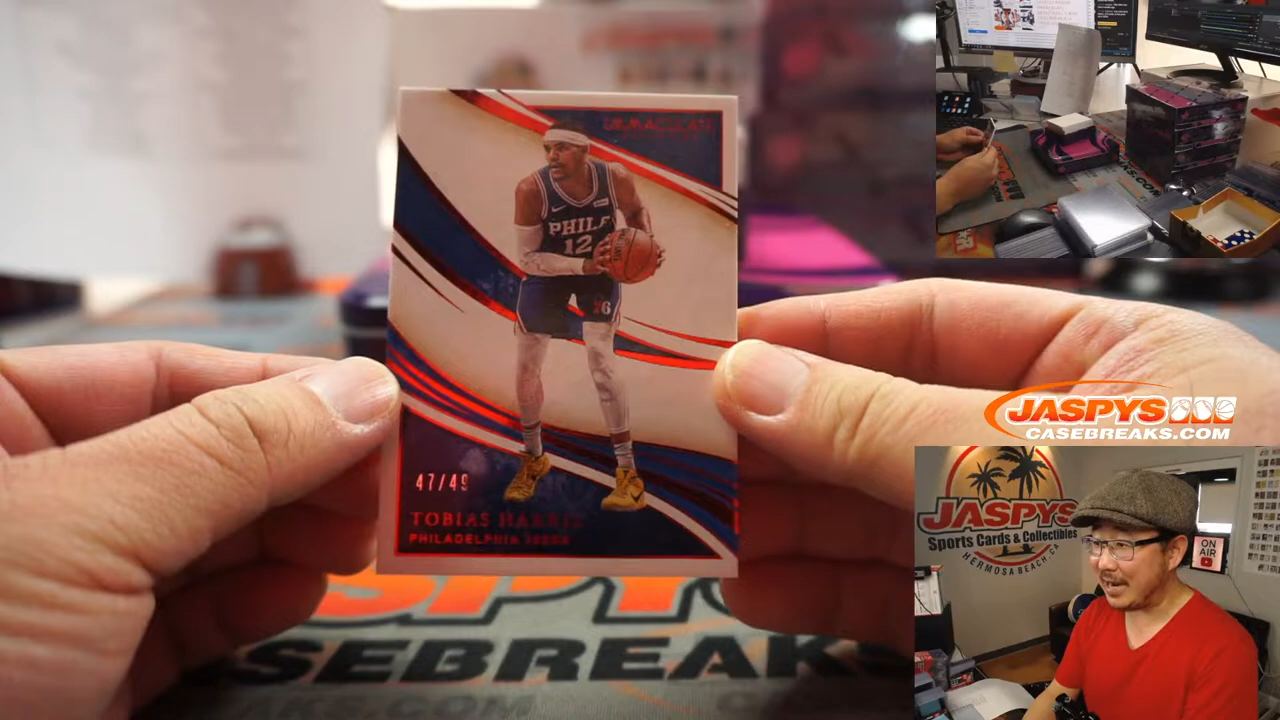 IMMACULATE
PHILA
12
76
47/49
TOBIAS HARRIS
PHILADELPHIA 76ERS
JASPYS
CASEBREAKS.COM
JASPYS
Sports Cards & Collectibles
HERMOSA BEACH, CA
ON
AIR
CASEBREAKS